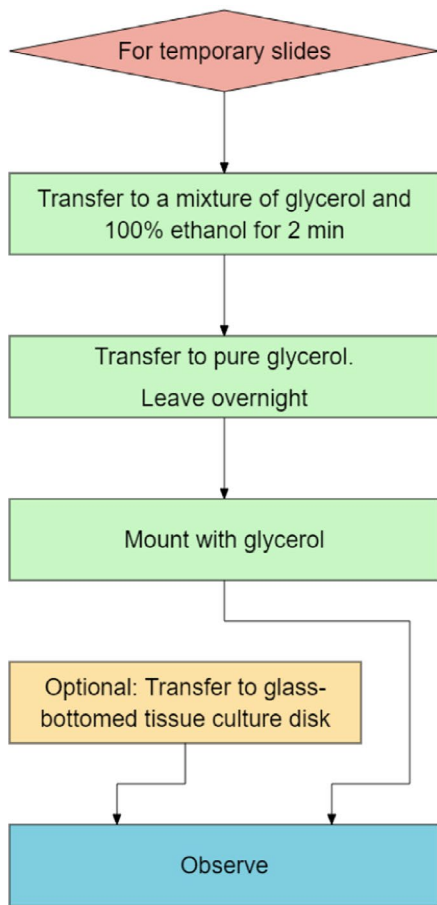 For temporary slides
Transfer to a mixture of glycerol and
100% ethanol for 2 min
Transfer to pure glycerol.
Leave overnight
Mount with glycerol
Optional: Transfer to glass-
bottomed tissue culture disk
Observe